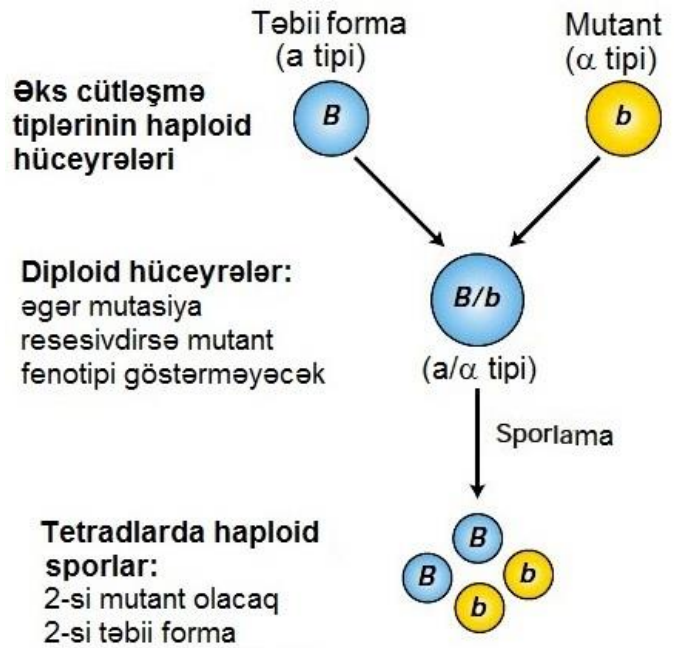 Təbii forma
(a tipi)
Mutant
(α tipi)
Əks cütləşmə
tiplərinin haploid
hüceyrələri
B
b
Diploid hüceyrələr:
əgər mutasiya
resesivdirsə mutant
fenotipi göstərməyəcək
B/b
(a/α tipi)
Sporlama
Tetradlarda haploid
sporlar:
2-si mutant olacaq
2-si təbii forma
B
B
b
b